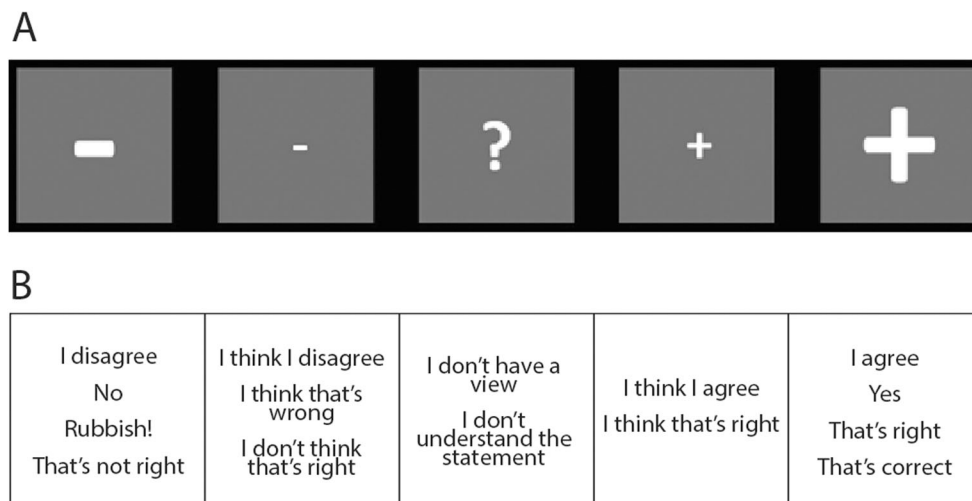 A
-
-
?
+
+
B
I disagree
No
Rubbish!
That's not right
I think I disagree
I think that's
wrong
I don't think
that's right
I don't have a
view
I don't
understand the
statement
I think I agree
I think that's right
I agree
Yes
That's right
That's correct